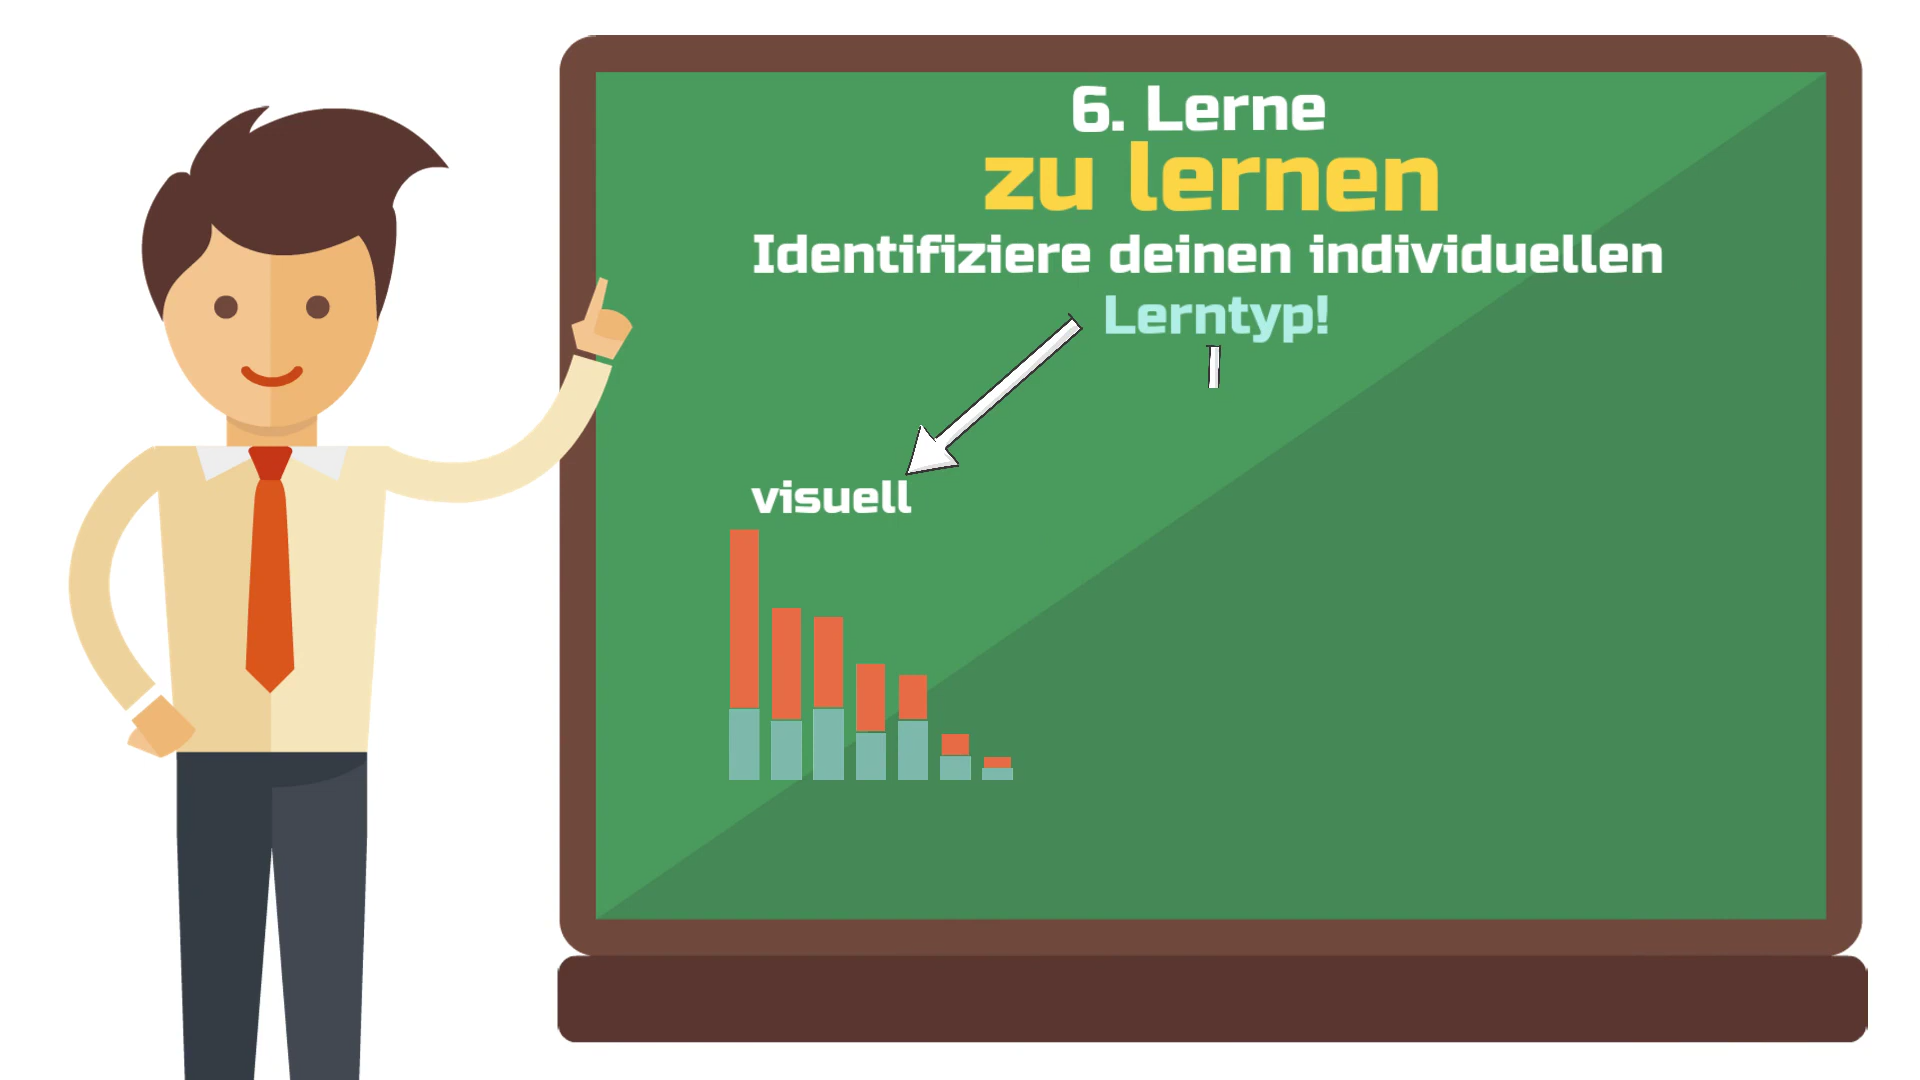 6. Lerne
zu lernen
Identifiziere deinen individuellen
Lerntyp!
visuell